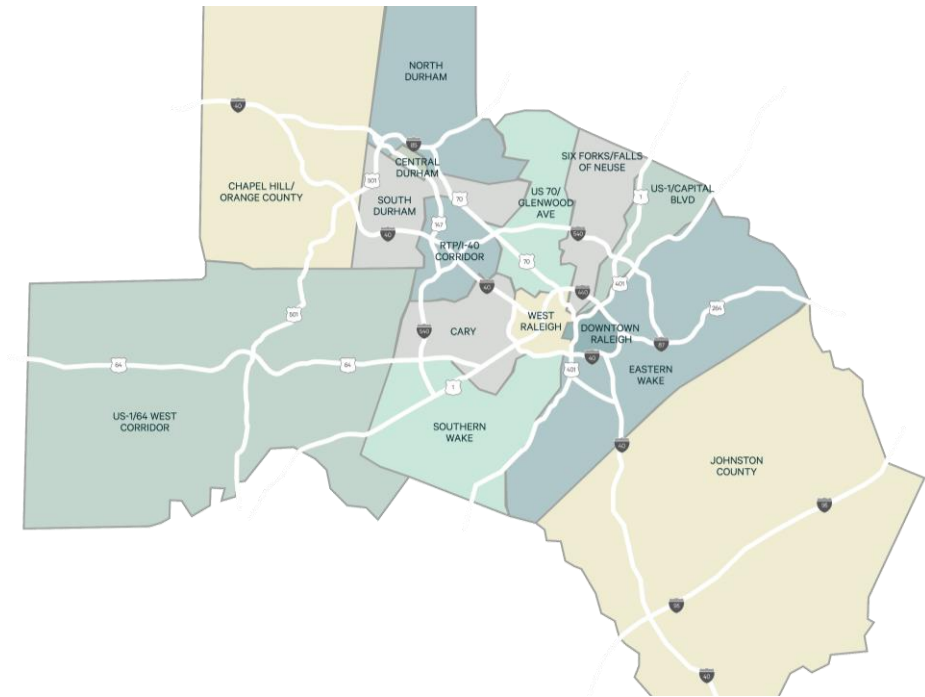 NORTH
DURHAM
40
85
CENTRAL
DURHAM
SIX FORKS/FALLS
OF NEUSE
501
CHAPEL HILL/
ORANGE COUNTY
SOUTH
DURHAM
70
US 70/
GLENWOOD
AVE
1
US-1/CAPITAL
BLVD
147
40
540
RTP/I-40
CORRIDOR
70
40
440
401
501
264
540
CARY
WEST
RALEIGH
DOWNTOWN
RALEIGH
87
64
64
40
401
EASTERN
WAKE
1
US-1/64 WEST
CORRIDOR
SOUTHERN
WAKE
40
JOHNSTON
COUNTY
95
95
40